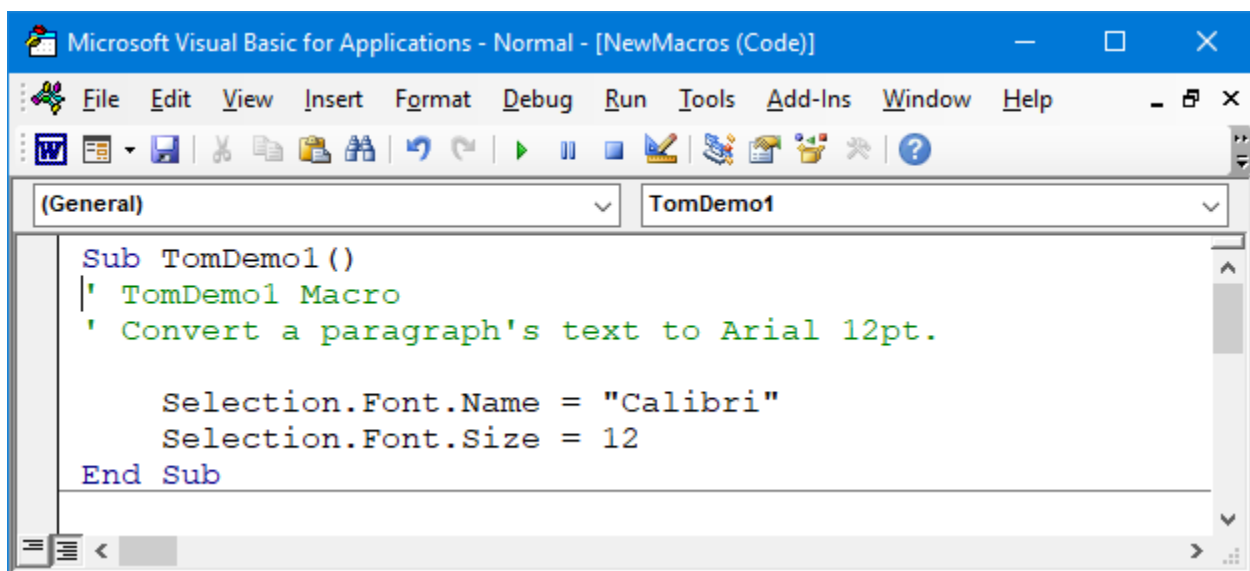 Microsoft Visual Basic for Applications - Normal - [NewMacros (Code)]
File Edit View Insert Format Debug Run Tools Add-Ins Window Help
(General) TomDemo1
Sub TomDemo1()
' TomDemo1 Macro
' Convert a paragraph's text to Arial 12pt.
Selection.Font.Name = "Calibri"
Selection.Font.Size = 12
End Sub